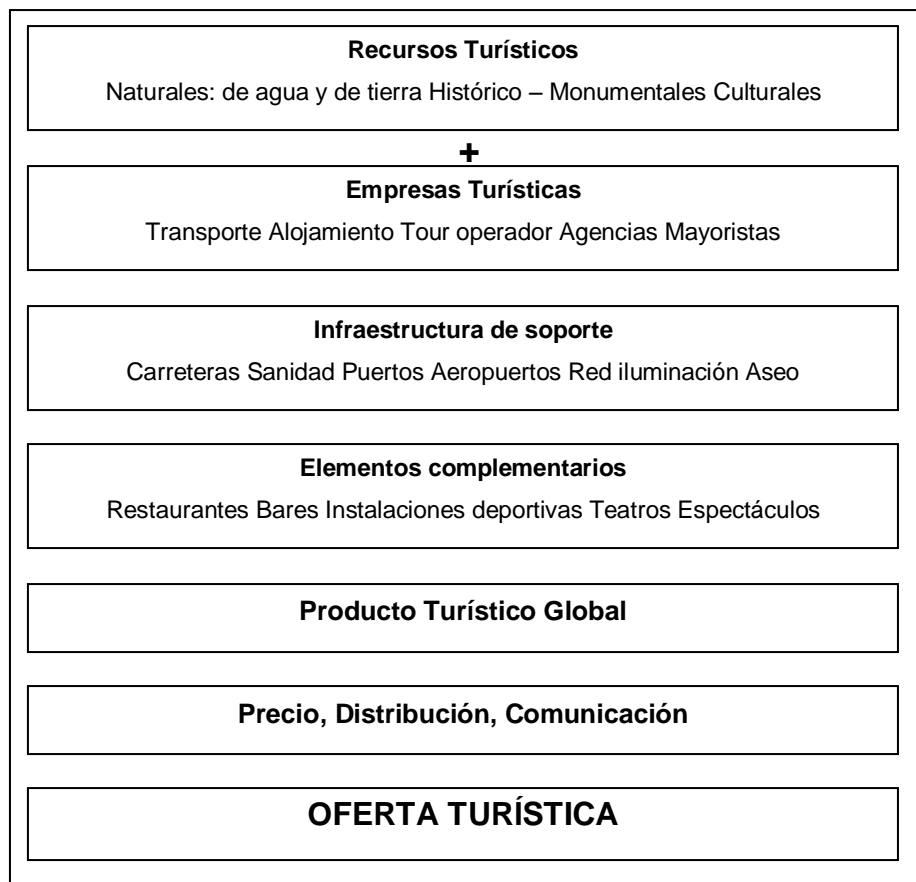 Recursos Turísticos
Naturales: de agua y de tierra Histórico – Monumentales Culturales
+
Empresas Turísticas
Transporte Alojamiento Tour operador Agencias Mayoristas
Infraestructura de soporte
Carreteras Sanidad Puertos Aeropuertos Red iluminación Aseo
Elementos complementarios
Restaurantes Bares Instalaciones deportivas Teatros Espectáculos
Producto Turístico Global
Precio, Distribución, Comunicación
OFERTA TURÍSTICA